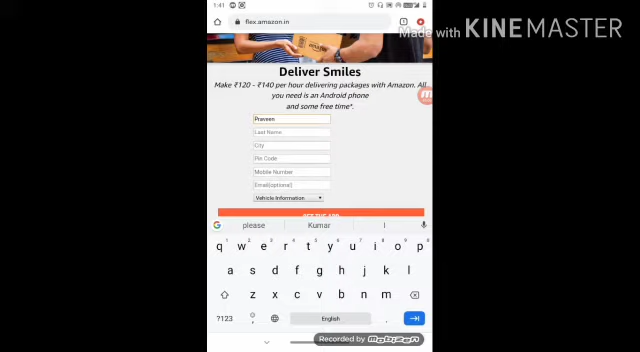 1:41
flex.amazon.in
Made with KINEMASTER
Deliver Smiles
Make ₹120 - ₹140 per hour delivering packages with Amazon. All
you need is an Android phone
and some free time*.
Praveen
Last Name
City
Pin Code
Mobile Number
Email(optional)
Vehicle Information
GET THE APP
please Kumar I
q w e r t y u i o p
a s d f g h j k l
z x c v b n m
?123 , English .
Recorded by Mobizen